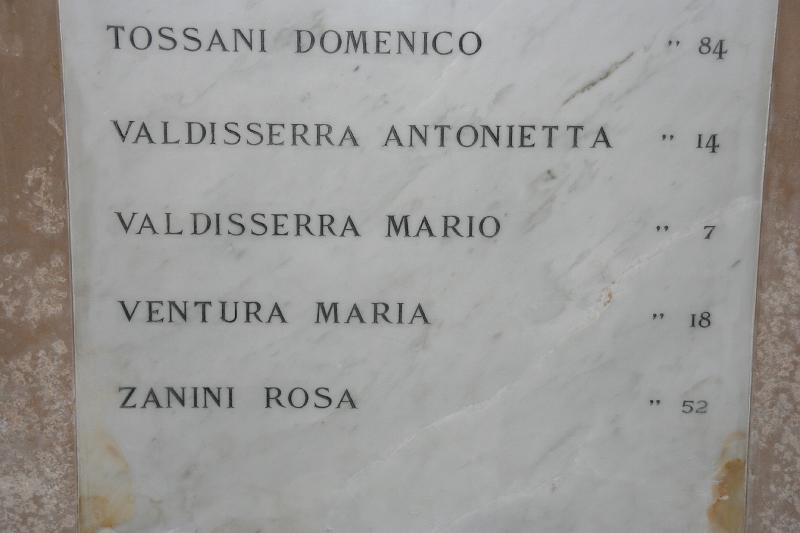 TOSSANI DOMENICO " 84
VALDISSERRA ANTONIETTA " 14
VALDISSERRA MARIO " 7
VENTURA MARIA " 18
ZANINI ROSA " 52